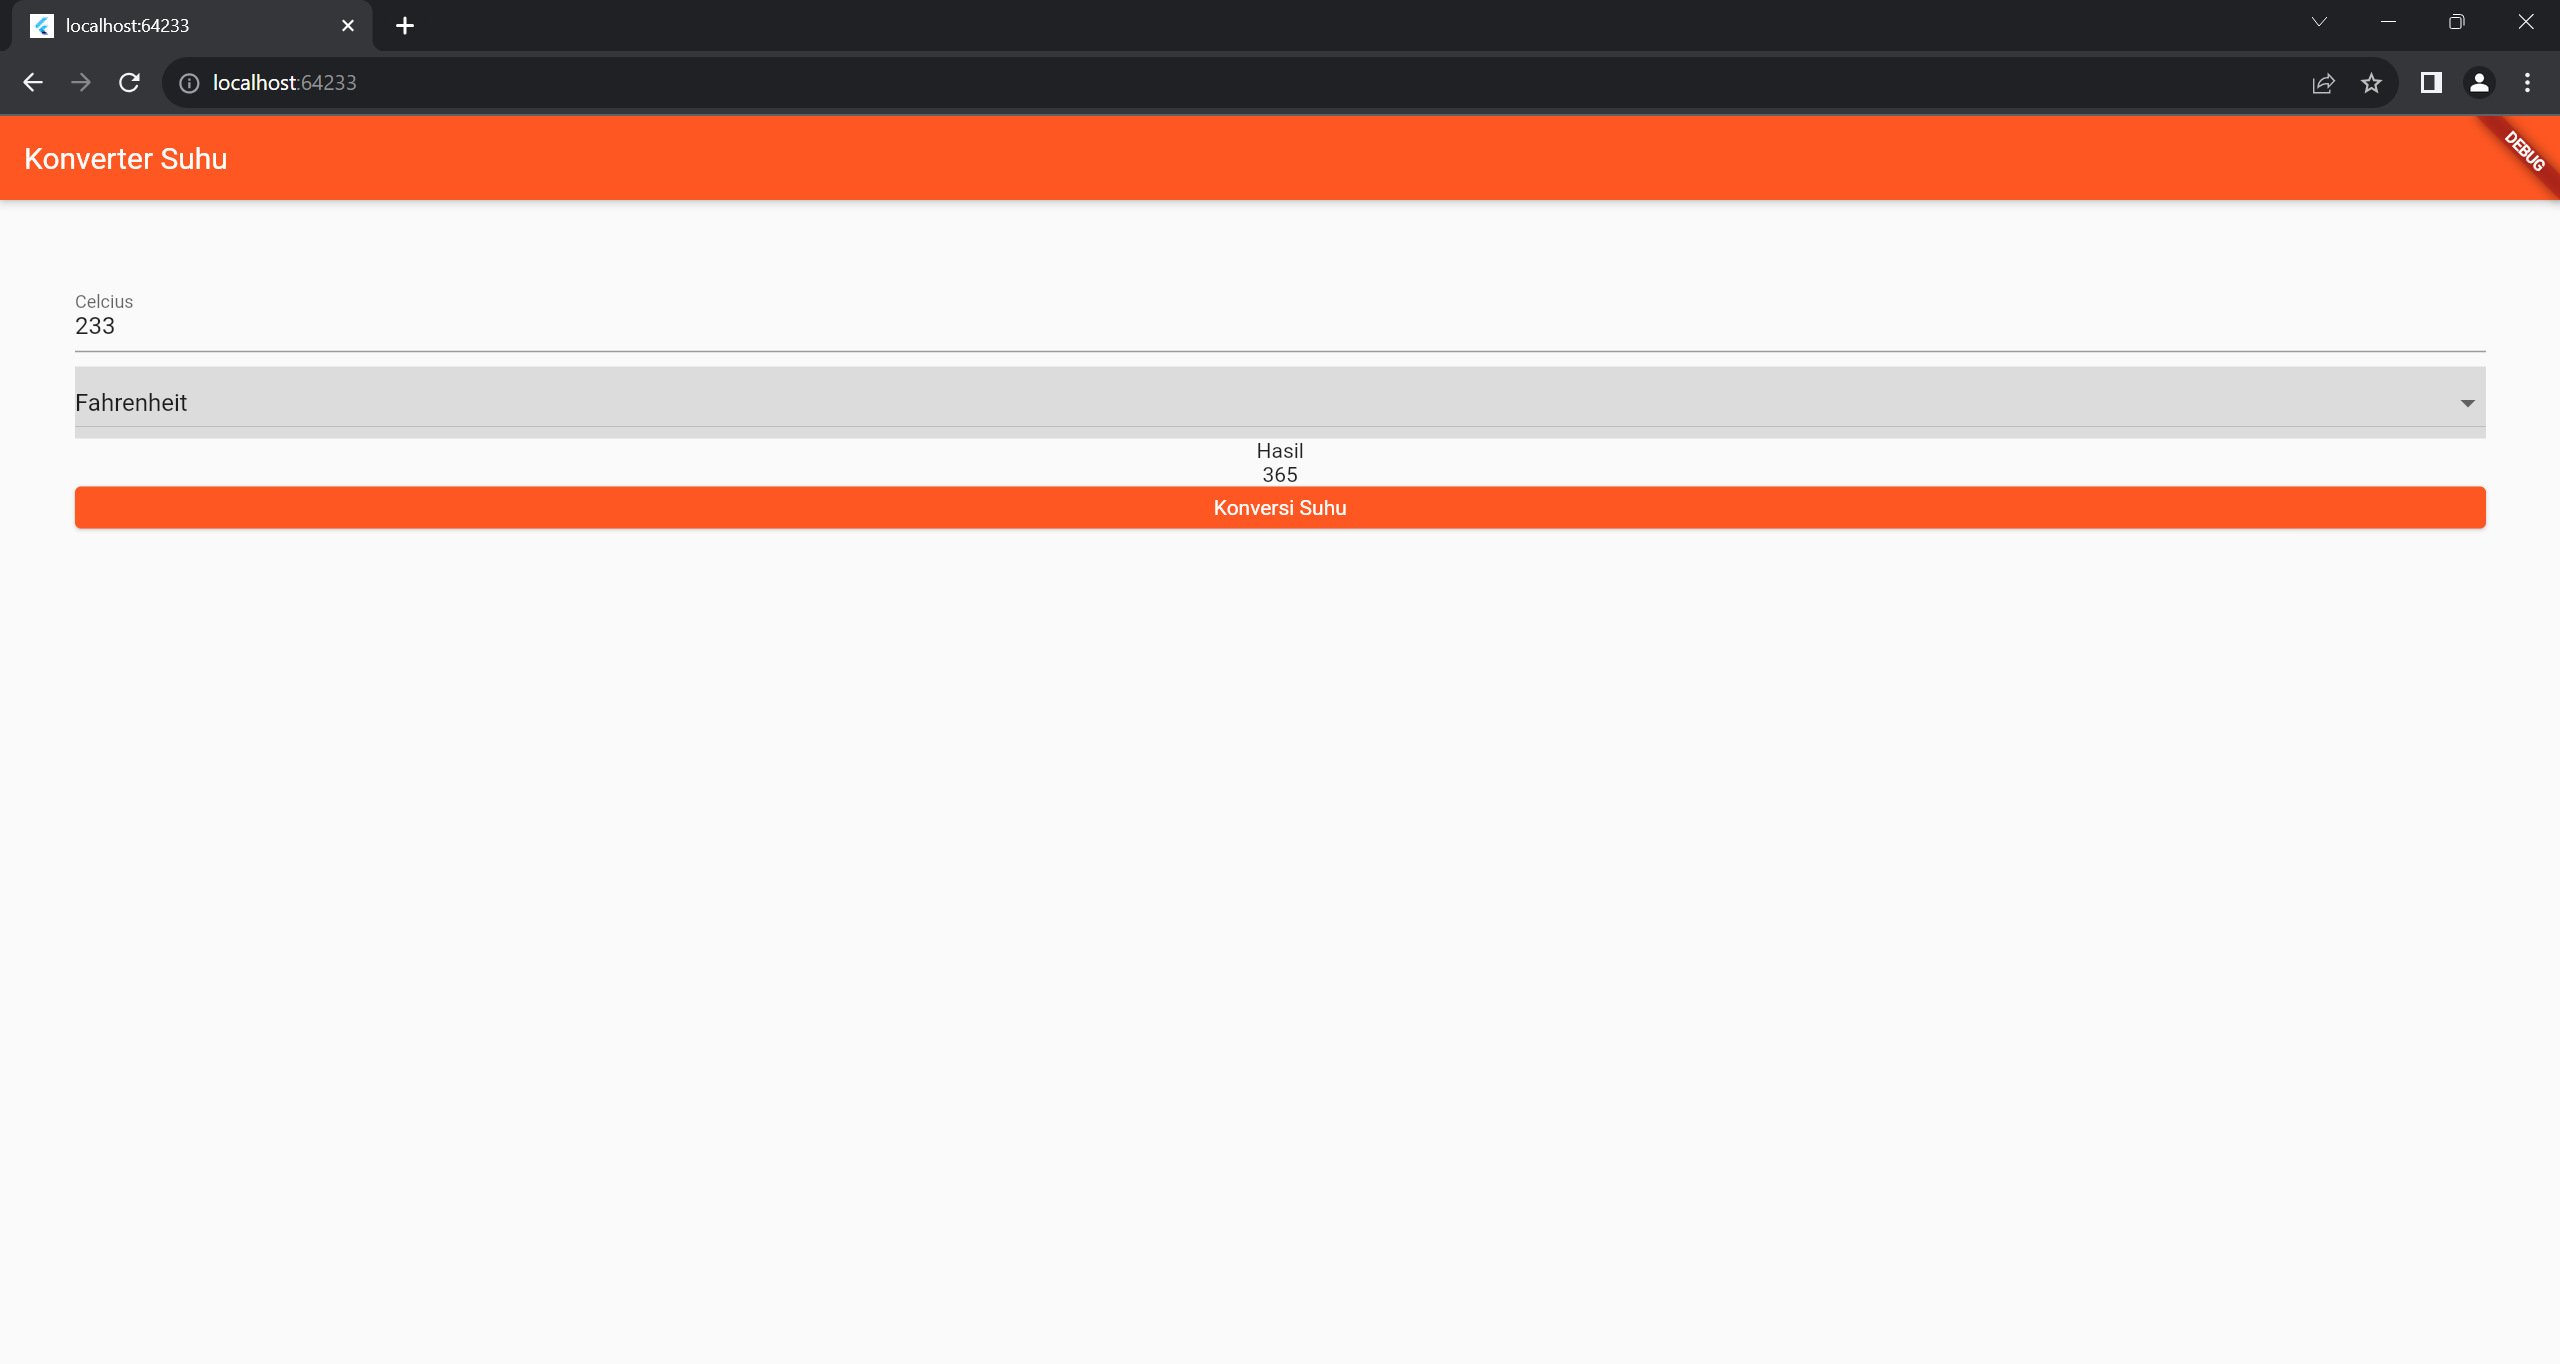 localhost:64233
localhost:64233
Konverter Suhu
DEBUG
Celcius
233
Fahrenheit
Hasil
365
Konversi Suhu